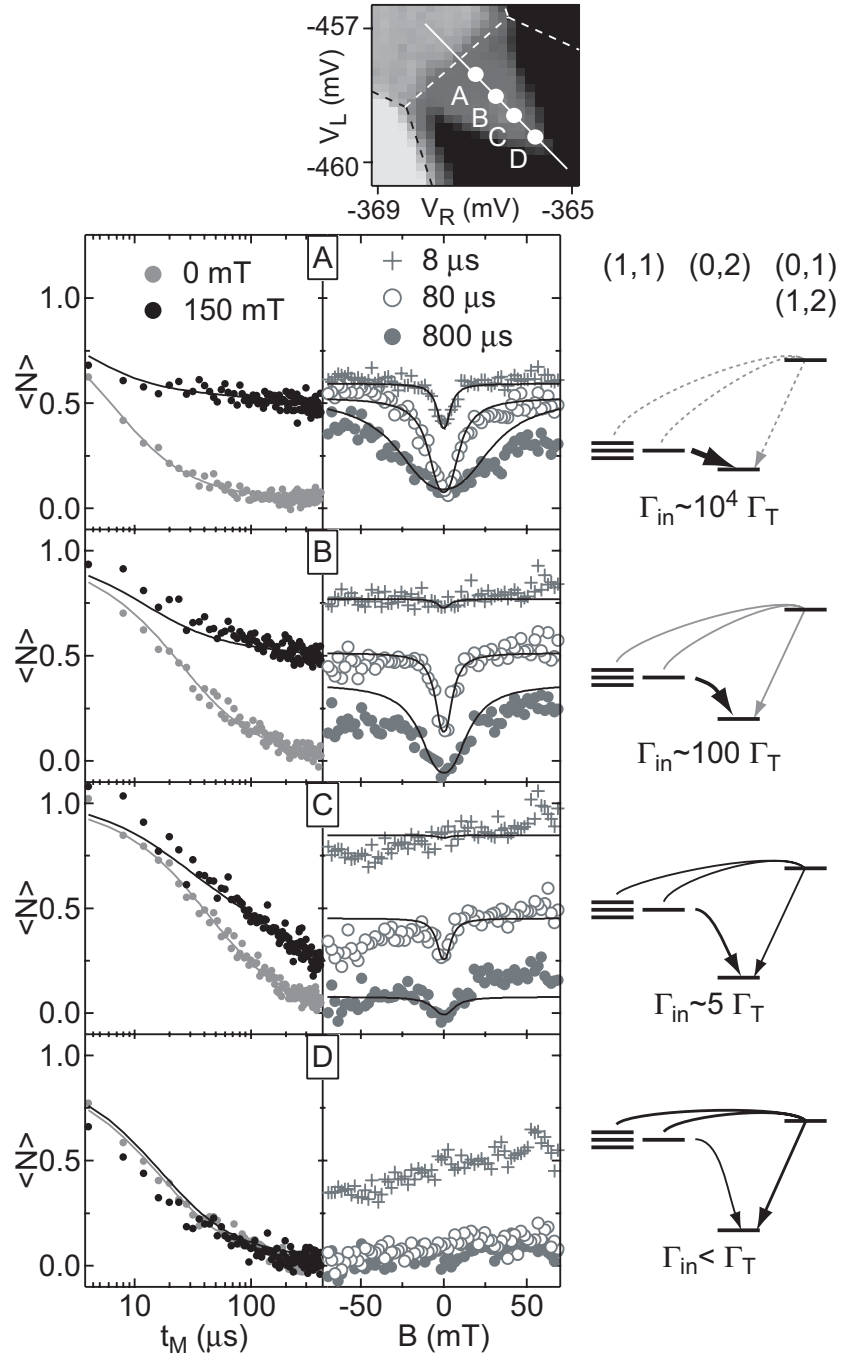 -457
-460
V_L (mV)
A
B
C
D
-369
V_R (mV)
-365
A
0 mT
150 mT
8 μs
80 μs
800 μs
1.0
0.5
0.0
<N>
(1,1) (0,2) (0,1)
(1,2)
Γ_in~10⁴ Γ_T
B
1.0
0.5
0.0
<N>
Γ_in~100 Γ_T
C
1.0
0.5
0.0
<N>
Γ_in~5 Γ_T
D
1.0
0.5
0.0
<N>
Γ_in< Γ_T
10 100
t_M (μs)
-50 0 50
B (mT)